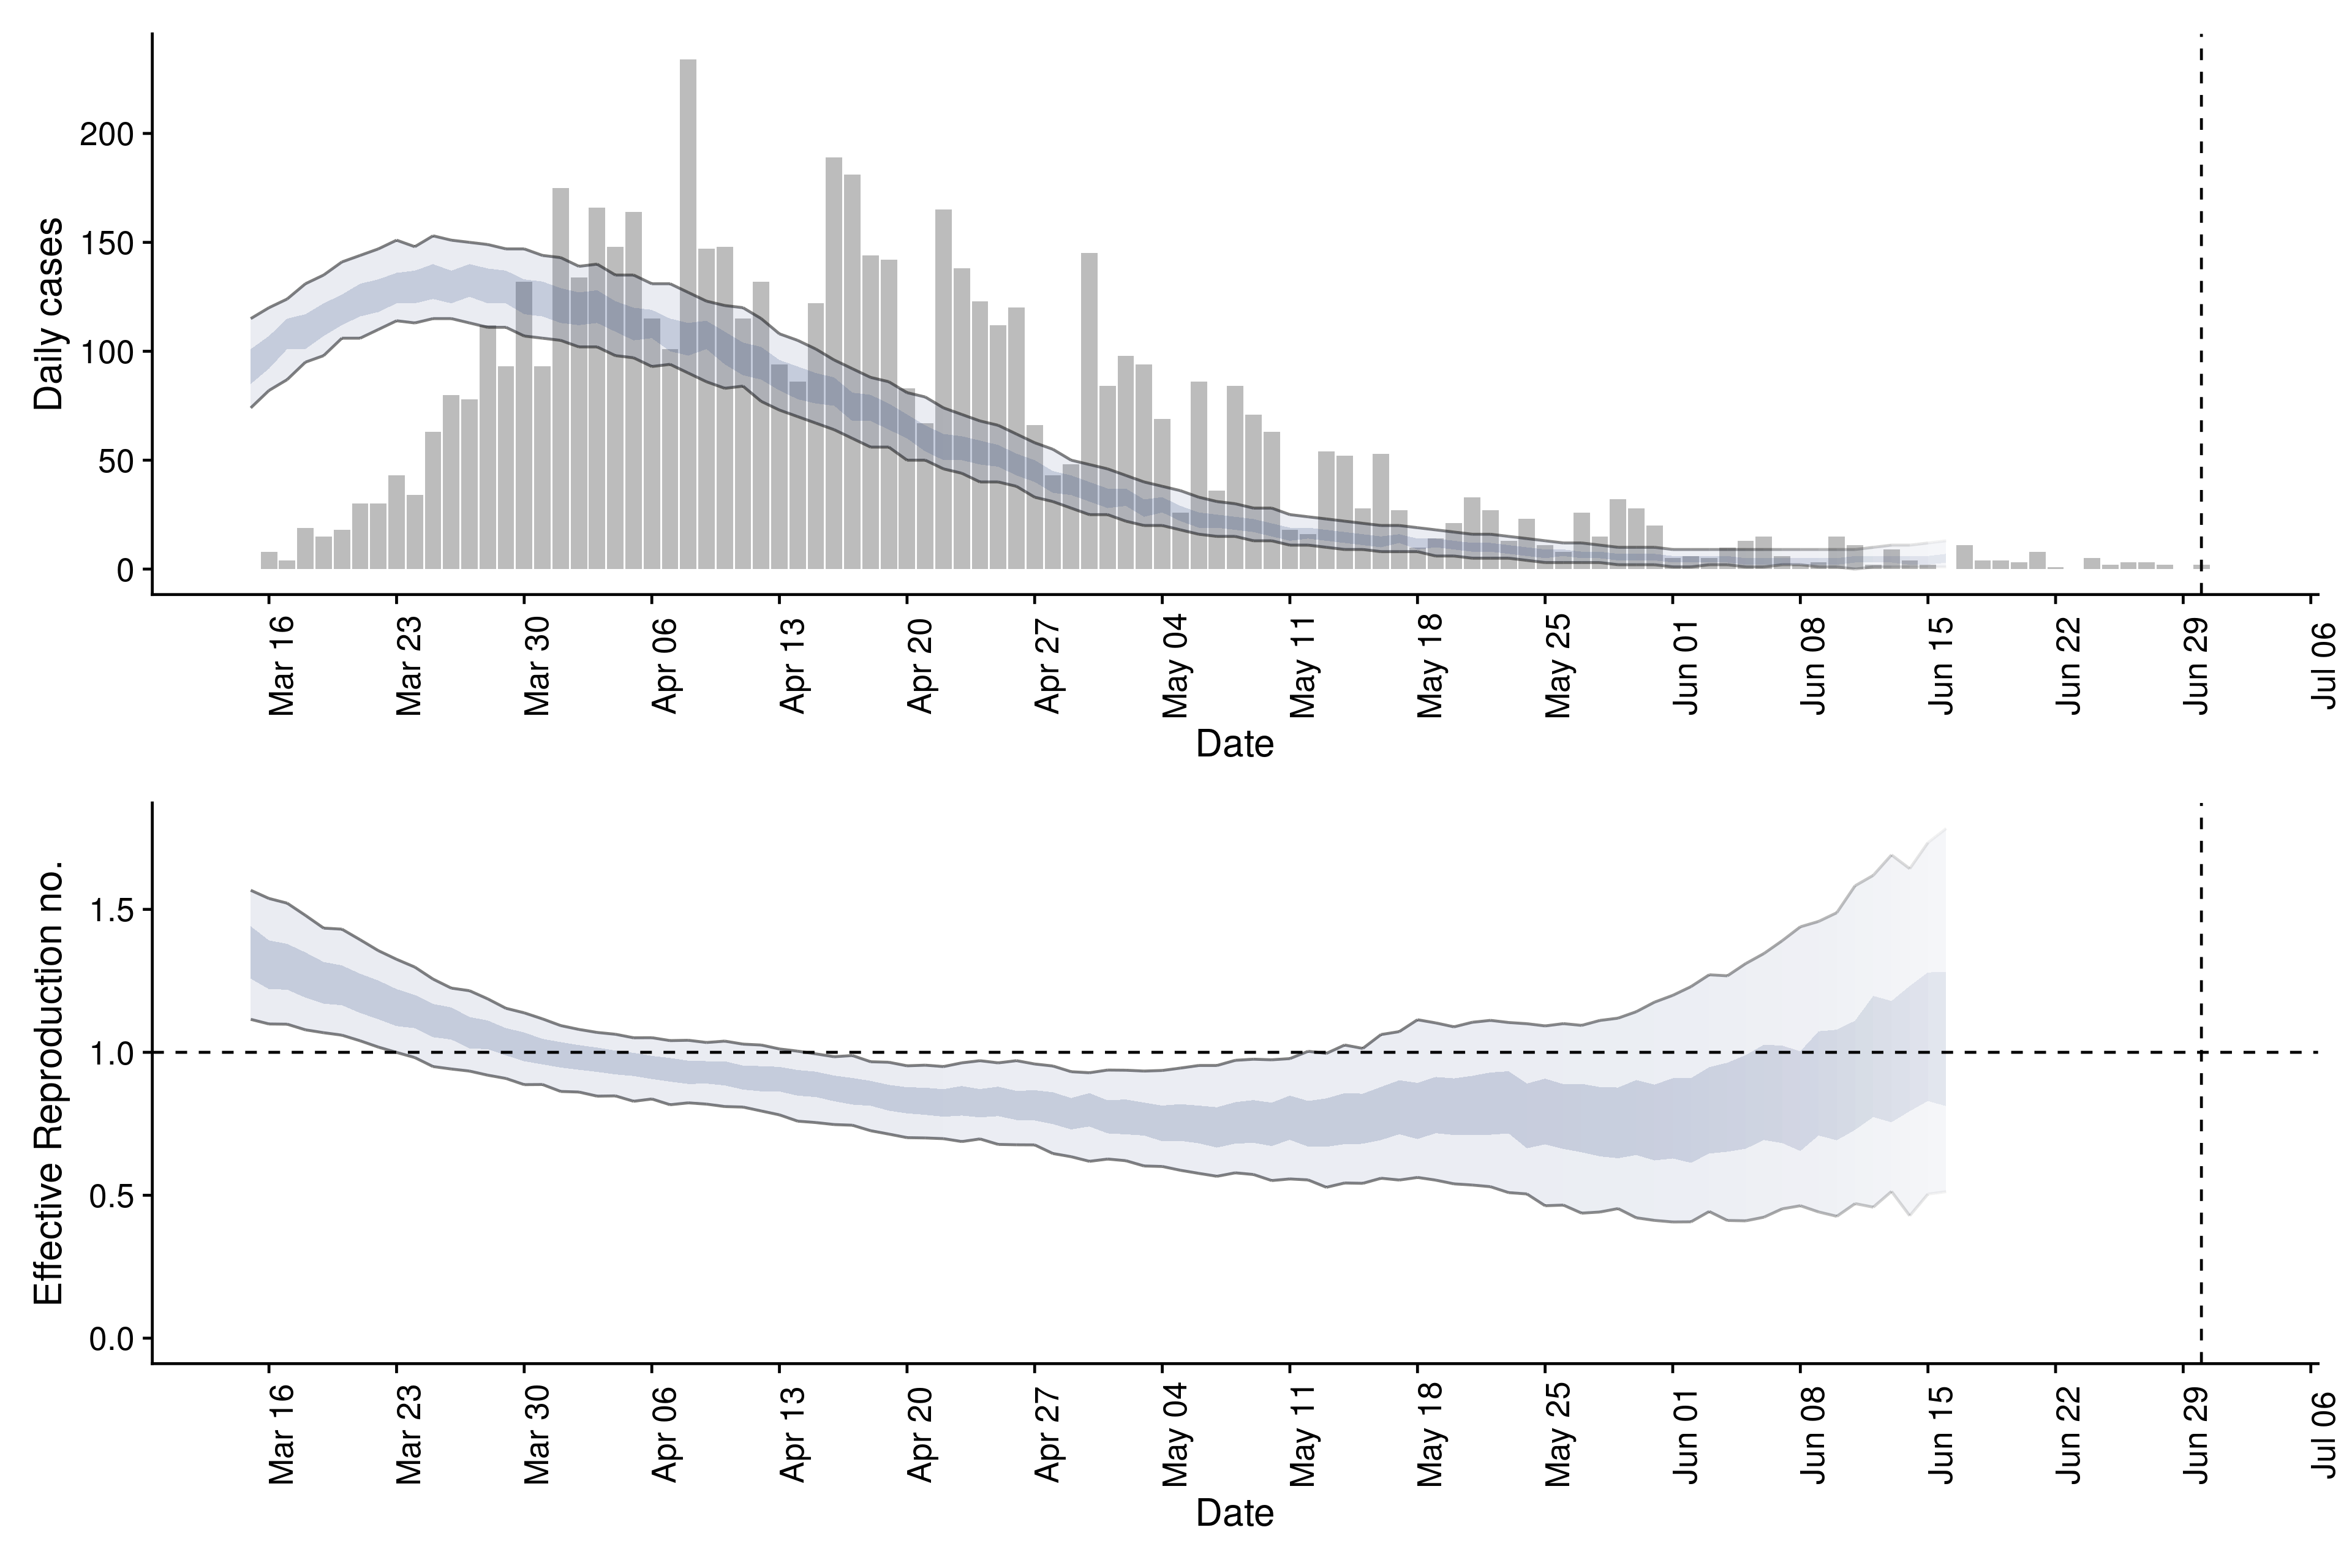 Daily cases
200
150
100
50
0
Mar 16
Mar 23
Mar 30
Apr 06
Apr 13
Apr 20
Apr 27
May 04
May 11
May 18
May 25
Jun 01
Jun 08
Jun 15
Jun 22
Jun 29
Jul 06
Date
Effective Reproduction no.
1.5
1.0
0.5
0.0
Mar 16
Mar 23
Mar 30
Apr 06
Apr 13
Apr 20
Apr 27
May 04
May 11
May 18
May 25
Jun 01
Jun 08
Jun 15
Jun 22
Jun 29
Jul 06
Date